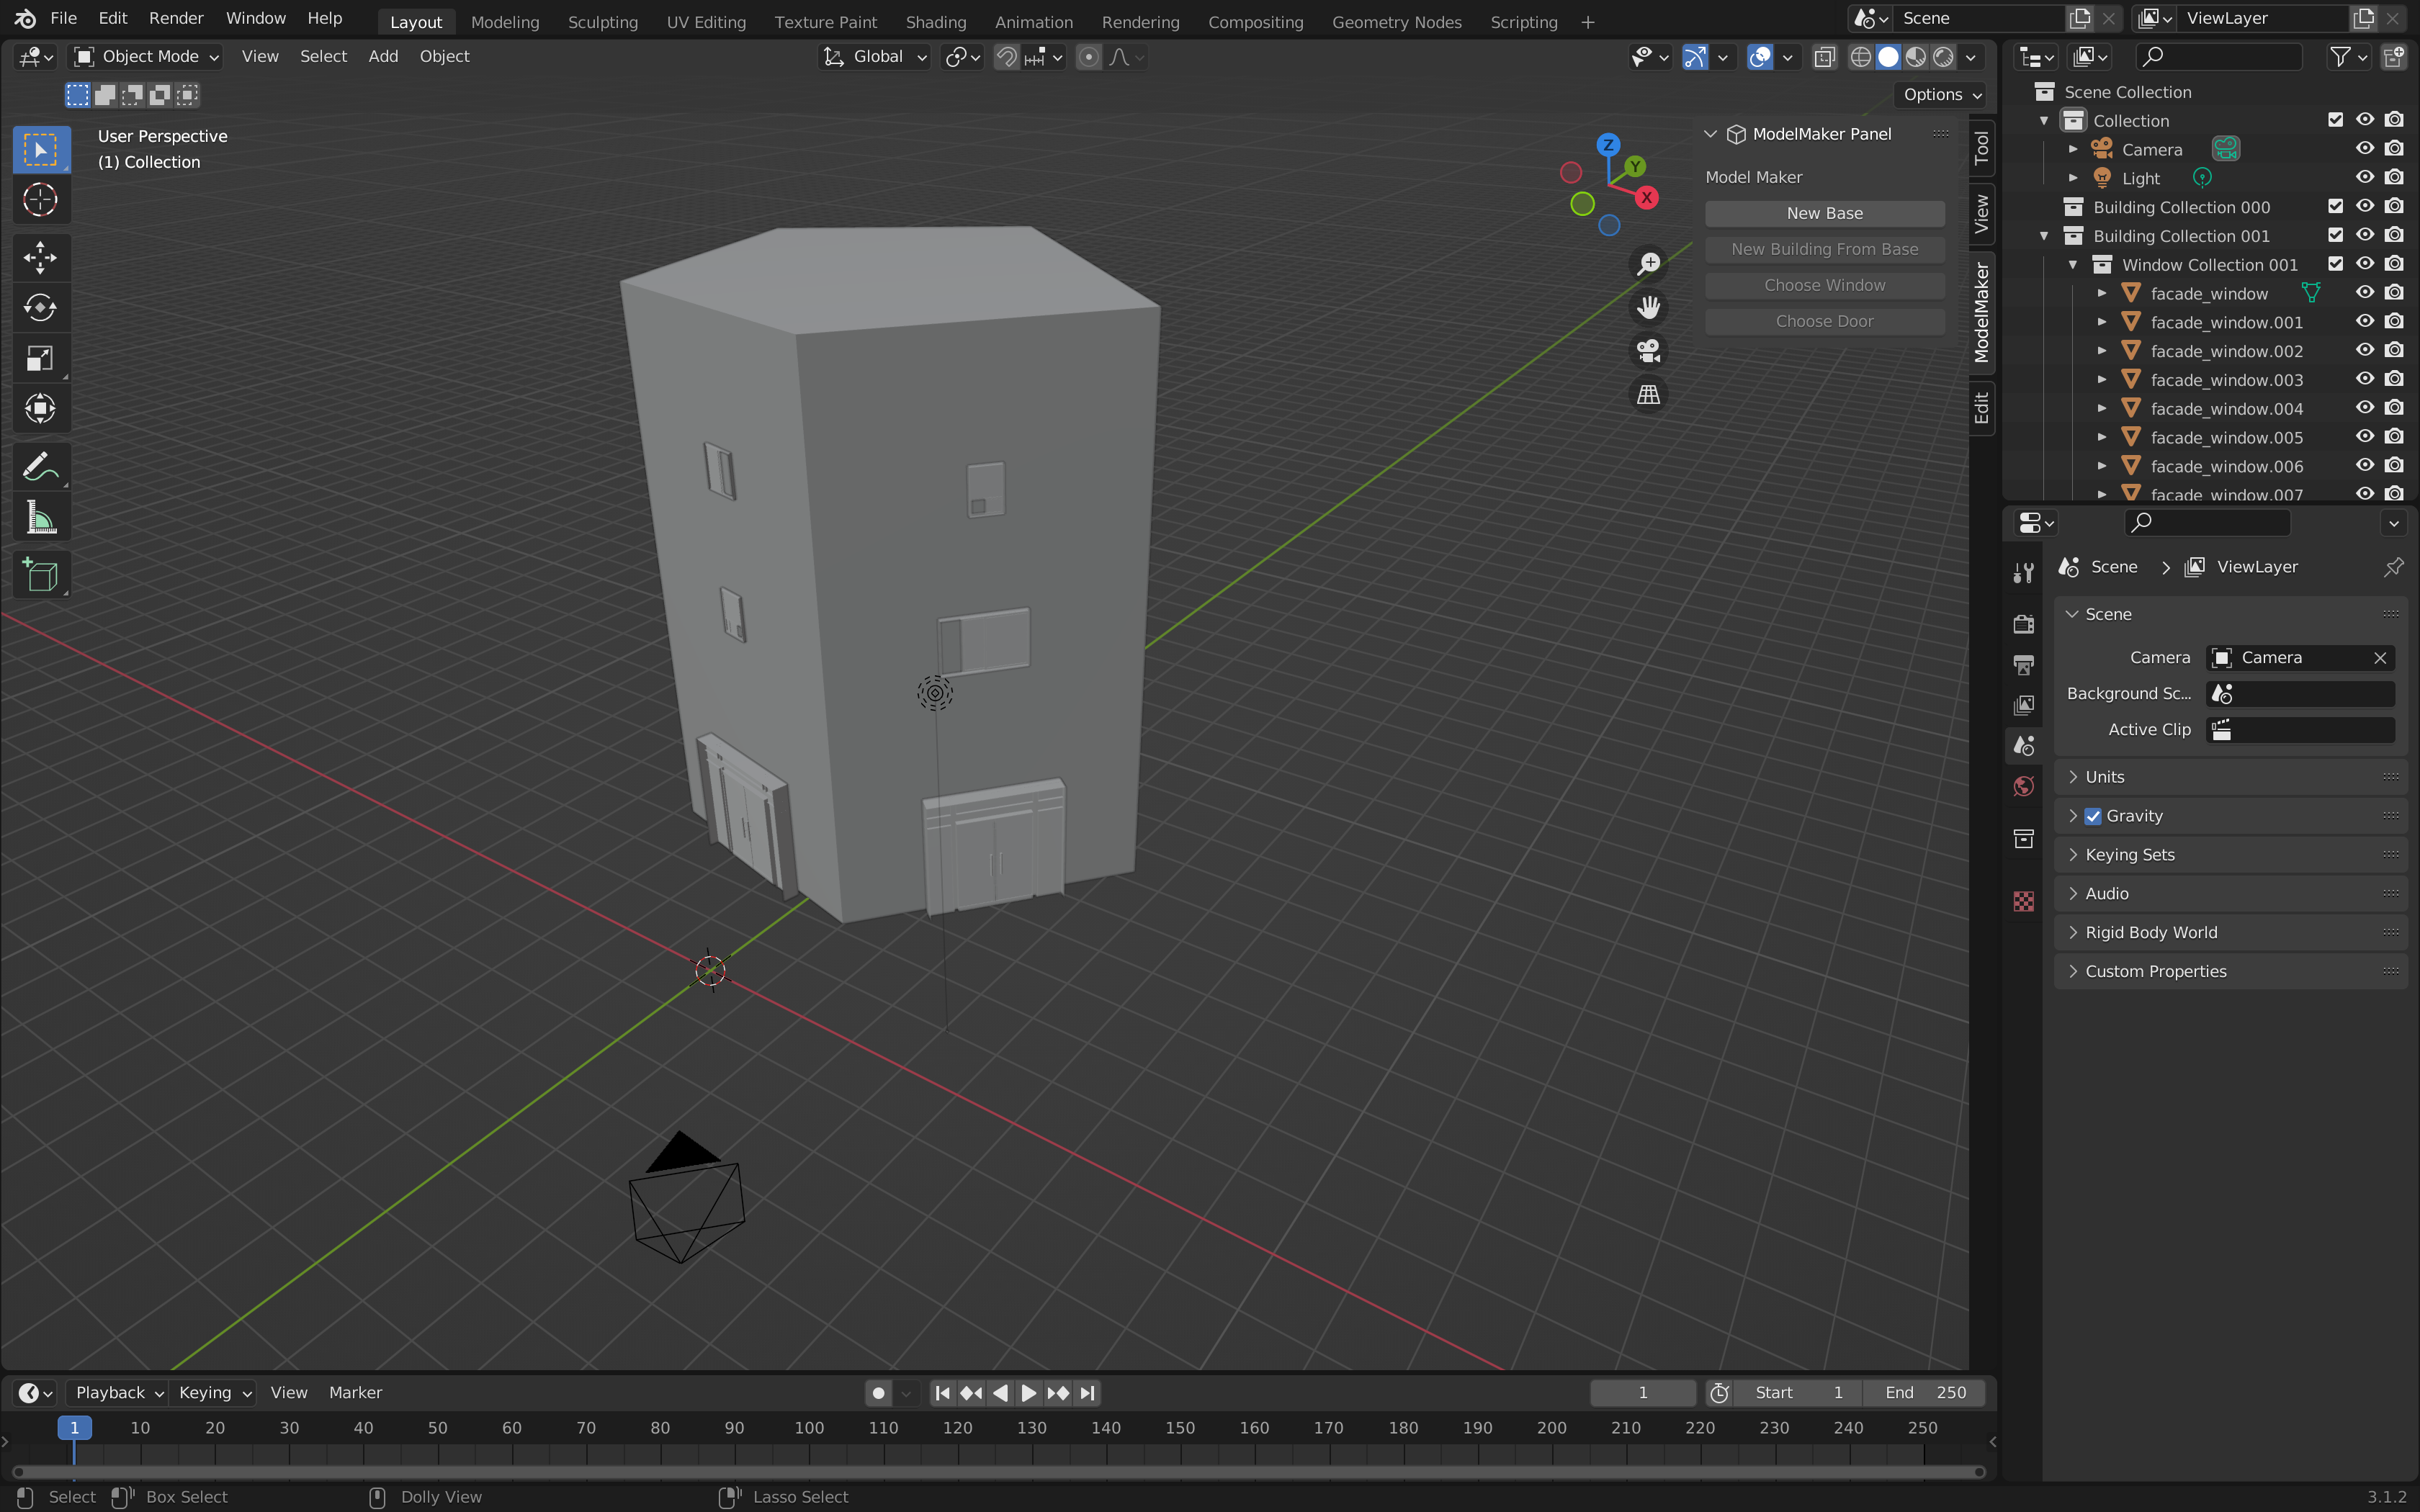 File Edit Render Window Help Layout Modeling Sculpting UV Editing Texture Paint Shading Animation Rendering Compositing Geometry Nodes Scripting + Scene ViewLayer
Object Mode View Select Add Object Global
Options
User Perspective
(1) Collection
Z
Y
X
ModelMaker Panel
Model Maker
New Base
New Building From Base
Choose Window
Choose Door
Tool
View
ModelMaker
Edit
Scene Collection
Collection
Camera
Light
Building Collection 000
Building Collection 001
Window Collection 001
facade_window
facade_window.001
facade_window.002
facade_window.003
facade_window.004
facade_window.005
facade_window.006
facade_window.007
Scene > ViewLayer
Scene
Camera Camera
Background Sc...
Active Clip
Units
Gravity
Keying Sets
Audio
Rigid Body World
Custom Properties
Playback Keying View Marker 1 Start 1 End 250
1 10 20 30 40 50 60 70 80 90 100 110 120 130 140 150 160 170 180 190 200 210 220 230 240 250
Select Box Select Dolly View Lasso Select 3.1.2